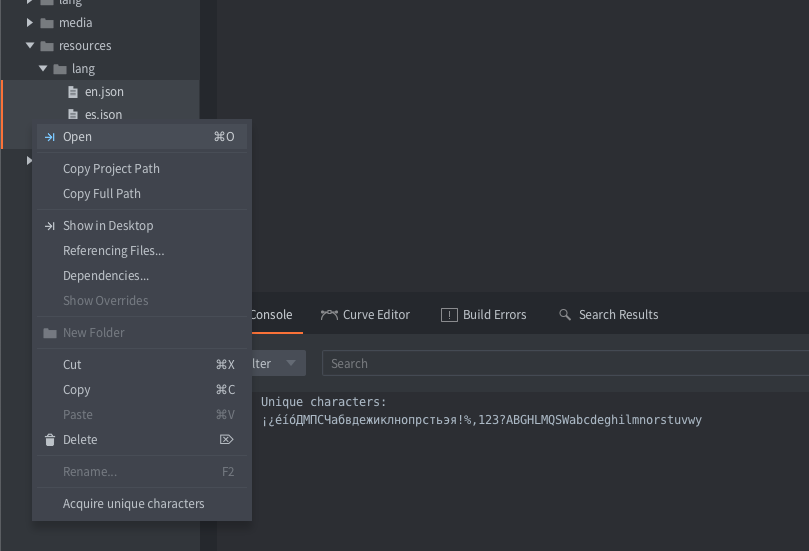 lang
media
resources
lang
en.json
es.json
Open ⌘O
Copy Project Path
Copy Full Path
Show in Desktop
Referencing Files...
Dependencies...
Show Overrides
New Folder
Cut ⌘X
Copy ⌘C
Paste ⌘V
Delete ⌦
Rename... F2
Acquire unique characters
Console Curve Editor Build Errors Search Results
lter Search
Unique characters:
¡¿éíóДМПСЧабвдежиклнопрстьэя!%,123?ABGHLMQSWabcdeghilmnorstuvwy